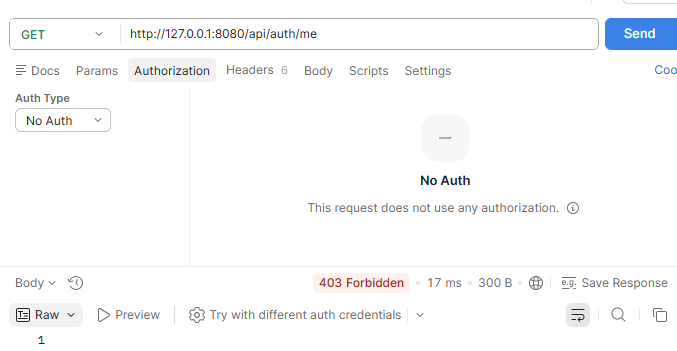 GET http://127.0.0.1:8080/api/auth/me Send
Docs Params Authorization Headers 6 Body Scripts Settings Coo
Auth Type
No Auth
No Auth
This request does not use any authorization.
Body 403 Forbidden 17 ms 300 B e.g. Save Response
Raw Preview Try with different auth credentials
1